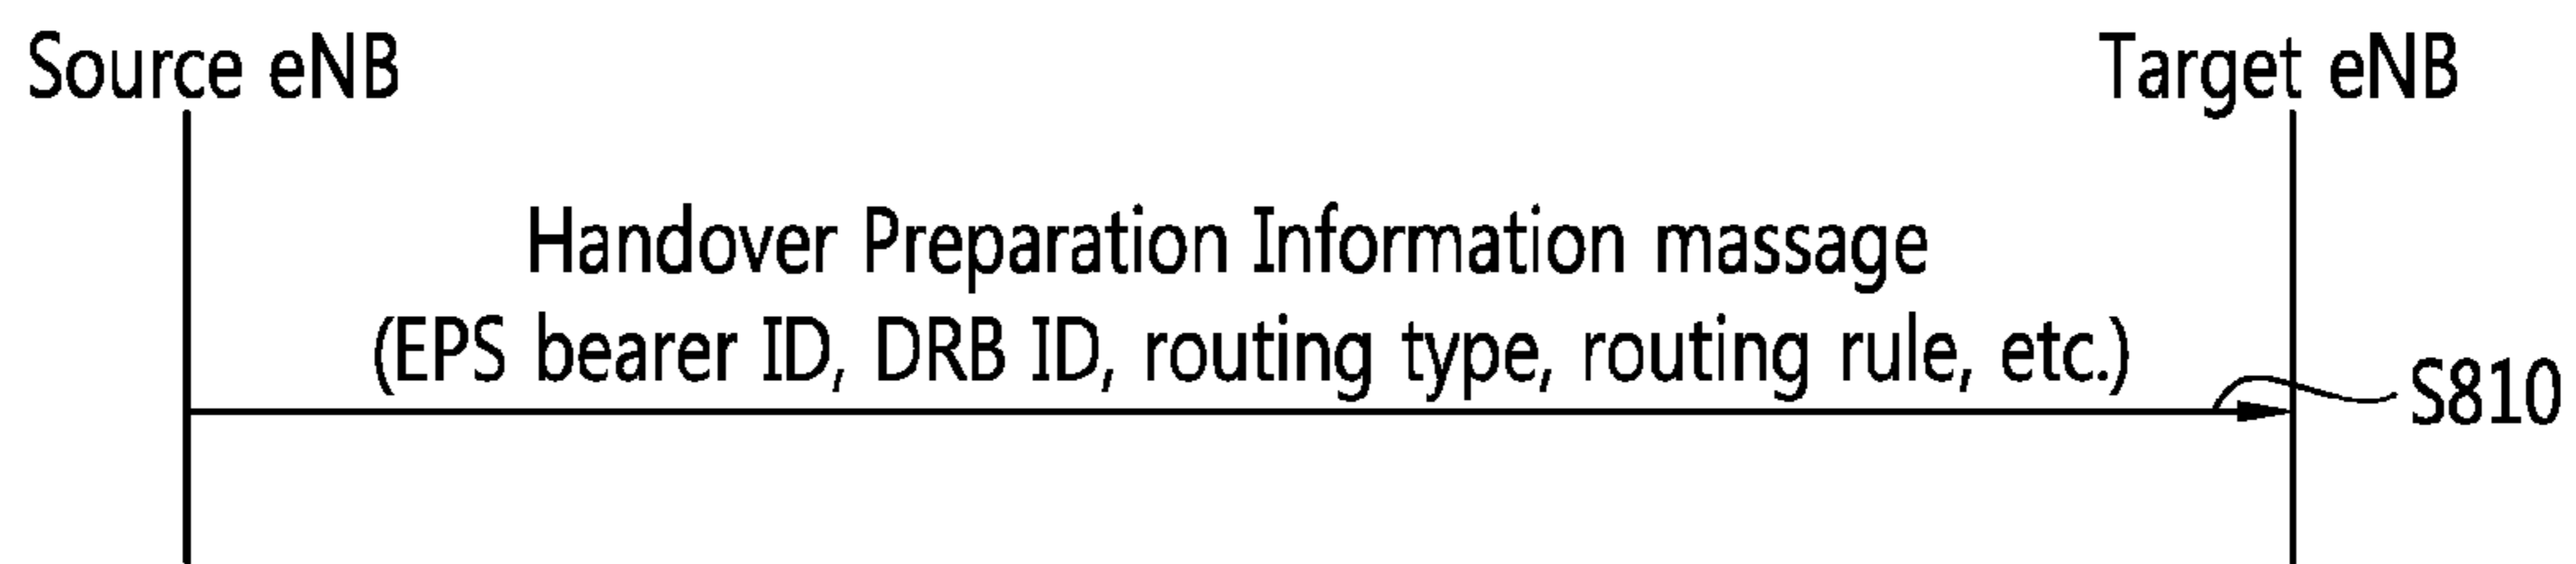 Source eNB
Target eNB
Handover Preparation Information massage
(EPS bearer ID, DRB ID, routing type, routing rule, etc.)
S810